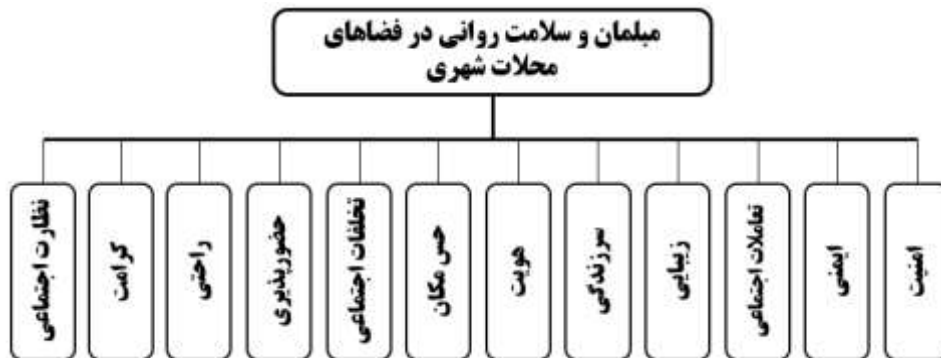 مبلمان و سلامت روانی در فضاهای
محلات شهری
امنیت
ایمنی
تعاملات اجتماعی
زیبایی
سرزندگی
هویت
حس مکان
تخلفات اجتماعی
حضورپذیری
راحتی
کرامت
نظارت اجتماعی